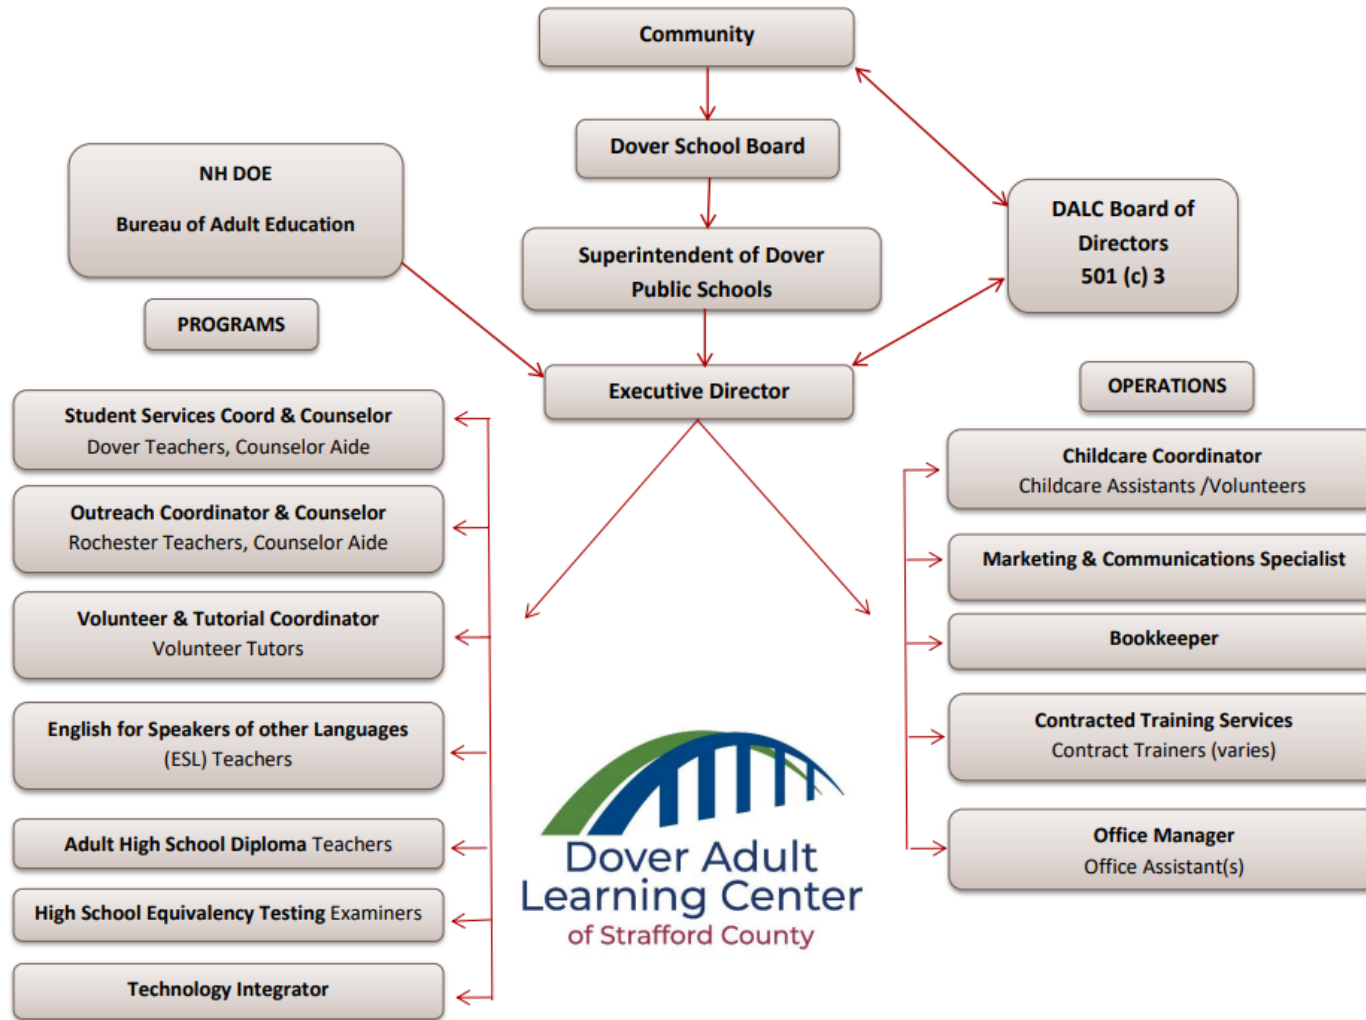 Community
Dover School Board
NH DOE
Bureau of Adult Education
Superintendent of Dover
Public Schools
DALC Board of
Directors
501 (c) 3
Executive Director
PROGRAMS
Student Services Coord & Counselor
Dover Teachers, Counselor Aide
Outreach Coordinator & Counselor
Rochester Teachers, Counselor Aide
Volunteer & Tutorial Coordinator
Volunteer Tutors
English for Speakers of other Languages
(ESL) Teachers
Adult High School Diploma Teachers
High School Equivalency Testing Examiners
Technology Integrator
OPERATIONS
Childcare Coordinator
Childcare Assistants /Volunteers
Marketing & Communications Specialist
Bookkeeper
Contracted Training Services
Contract Trainers (varies)
Office Manager
Office Assistant(s)
Dover Adult
Learning Center
of Strafford County